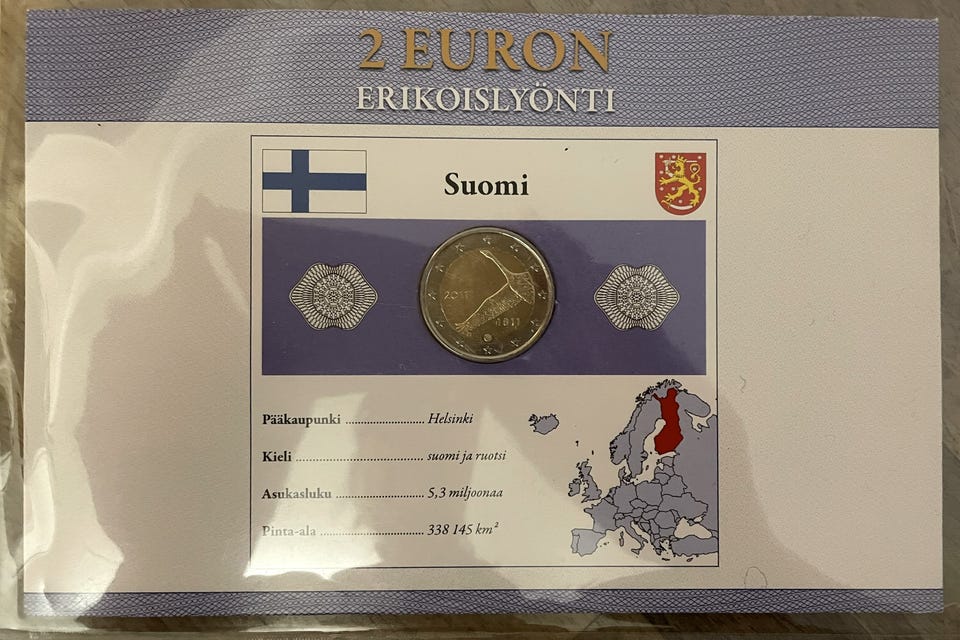 2 EURON
ERIKOISLYÖNTI
Suomi
2011
1811
Pääkaupunki ........................ Helsinki
Kieli ...................................... suomi ja ruotsi
Asukasluku .......................... 5,3 miljoonaa
Pinta-ala ............................... 338 145 km²